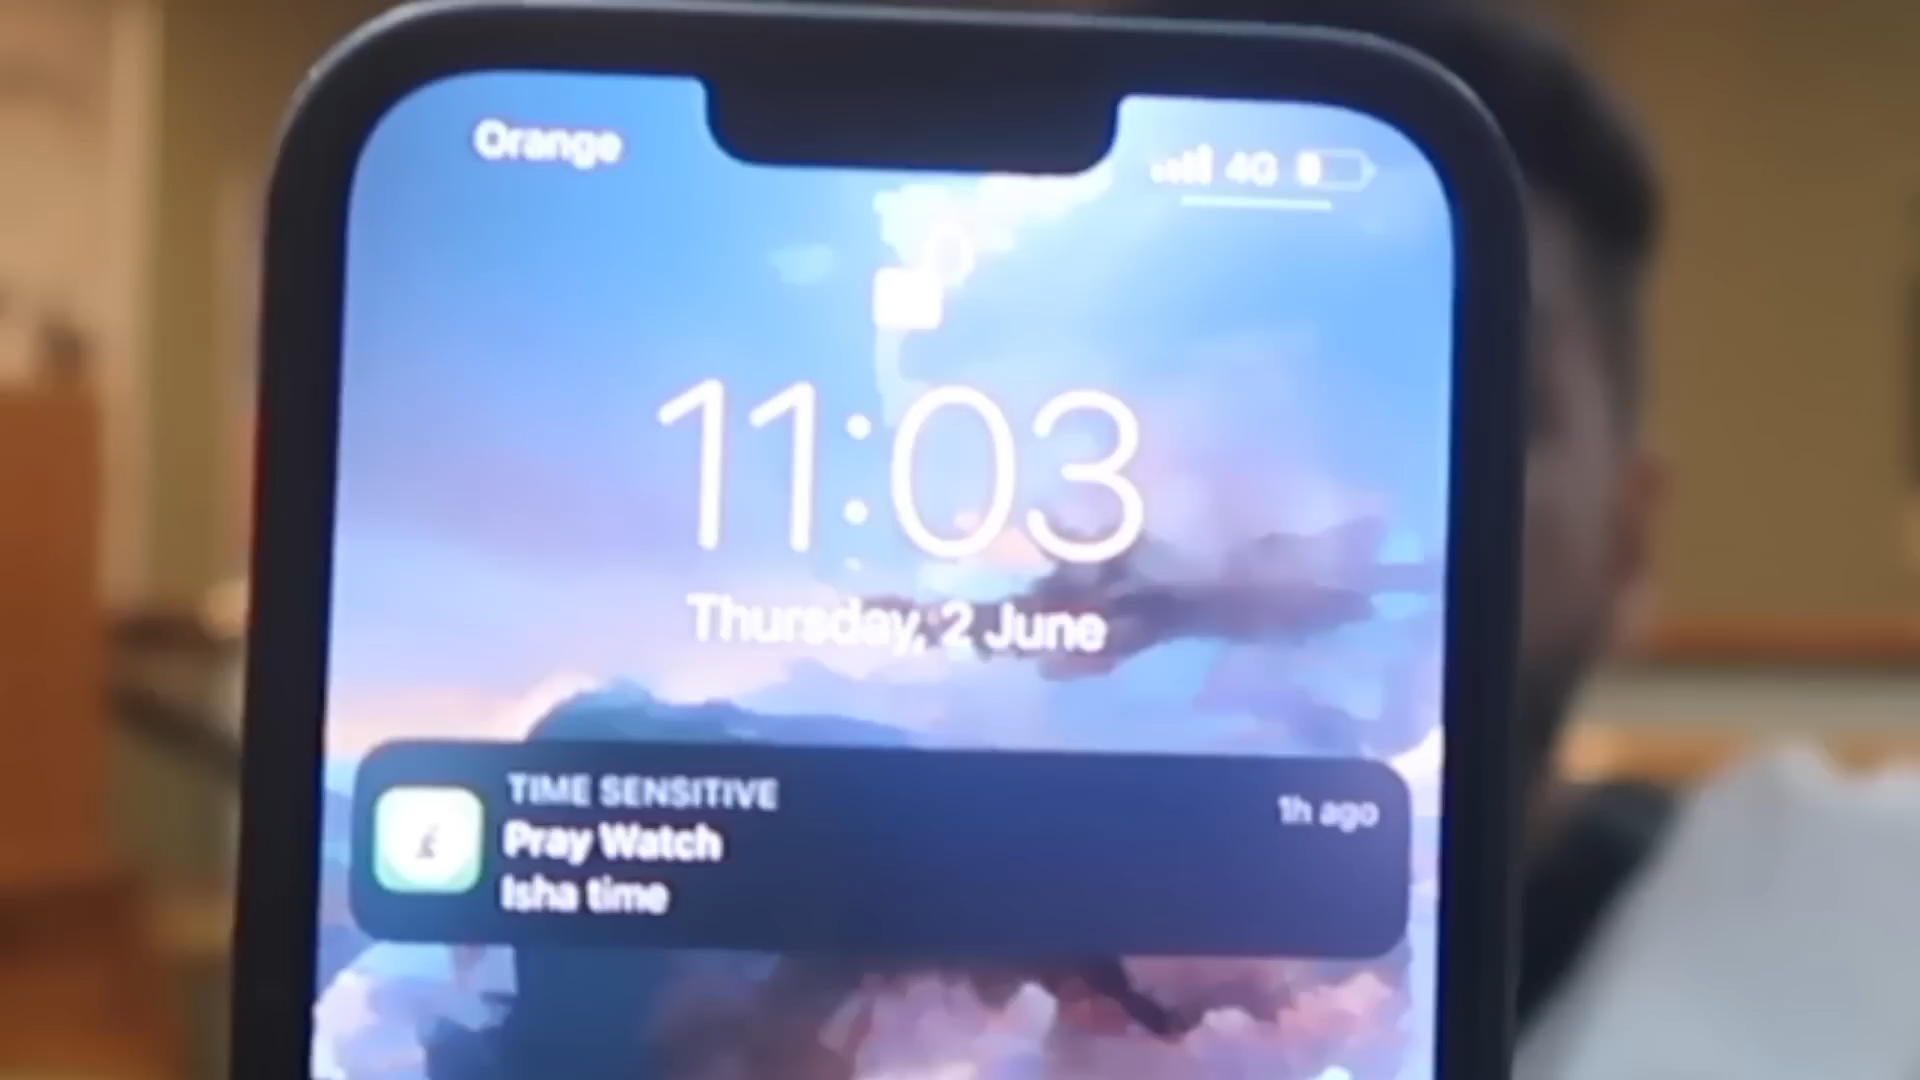 Orange
4G
11:03
Thursday, 2 June
TIME SENSITIVE
1h ago
Pray Watch
Isha time